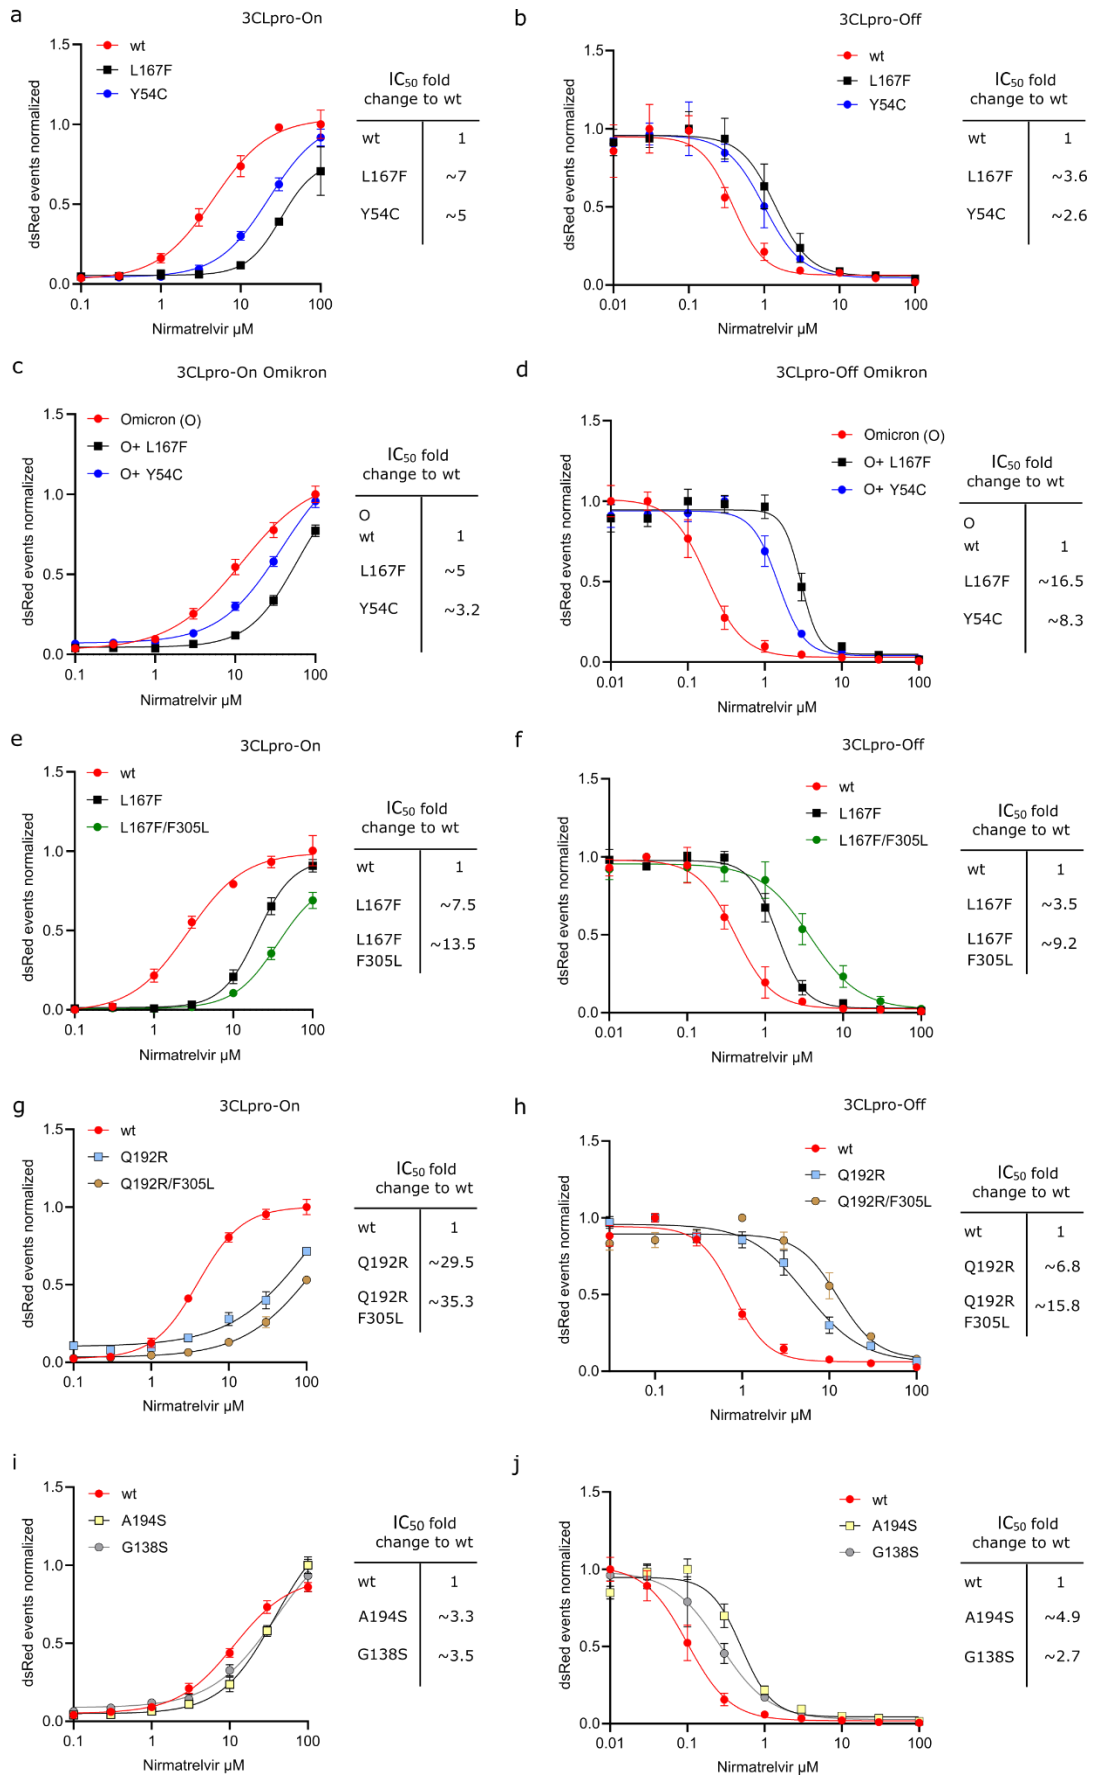 a
3CLpro-On
wt
L167F
Y54C
dsRed events normalized
1.5
1.0
0.5
0.0
0.1 1 10 100
Nirmatrelvir µM
IC50 fold
change to wt
wt 1
L167F ~7
Y54C ~5
b
3CLpro-Off
wt
L167F
Y54C
dsRed events normalized
1.5
1.0
0.5
0.0
0.01 0.1 1 10 100
Nirmatrelvir µM
IC50 fold
change to wt
wt 1
L167F ~3.6
Y54C ~2.6
c
3CLpro-On Omikron
Omicron (O)
O+ L167F
O+ Y54C
dsRed events normalized
1.5
1.0
0.5
0.0
0.1 1 10 100
Nirmatrelvir µM
IC50 fold
change to wt
O
wt 1
L167F ~5
Y54C ~3.2
d
3CLpro-Off Omikron
Omicron (O)
O+ L167F
O+ Y54C
dsRed events normalized
1.5
1.0
0.5
0.0
0.01 0.1 1 10 100
Nirmatrelvir µM
IC50 fold
change to wt
O
wt 1
L167F ~16.5
Y54C ~8.3
e
3CLpro-On
wt
L167F
L167F/F305L
dsRed events normalized
1.5
1.0
0.5
0.0
0.1 1 10 100
Nirmatrelvir µM
IC50 fold
change to wt
wt 1
L167F ~7.5
L167F ~13.5
F305L
f
3CLpro-Off
wt
L167F
L167F/F305L
dsRed events normalized
1.5
1.0
0.5
0.0
0.01 0.1 1 10 100
Nirmatrelvir µM
IC50 fold
change to wt
wt 1
L167F ~3.5
L167F ~9.2
F305L
g
3CLpro-On
wt
Q192R
Q192R/F305L
dsRed events normalized
1.5
1.0
0.5
0.0
0.1 1 10 100
Nirmatrelvir µM
IC50 fold
change to wt
wt 1
Q192R ~29.5
Q192R ~35.3
F305L
h
3CLpro-Off
wt
Q192R
Q192R/F305L
dsRed events normalized
1.5
1.0
0.5
0.0
0.1 1 10 100
Nirmatrelvir µM
IC50 fold
change to wt
wt 1
Q192R ~6.8
Q192R ~15.8
F305L
i
wt
A194S
G138S
dsRed events normalized
1.5
1.0
0.5
0.0
0.1 1 10 100
Nirmatrelvir µM
IC50 fold
change to wt
wt 1
A194S ~3.3
G138S ~3.5
j
wt
A194S
G138S
dsRed events normalized
1.5
1.0
0.5
0.0
0.01 0.1 1 10 100
Nirmatrelvir µM
IC50 fold
change to wt
wt 1
A194S ~4.9
G138S ~2.7